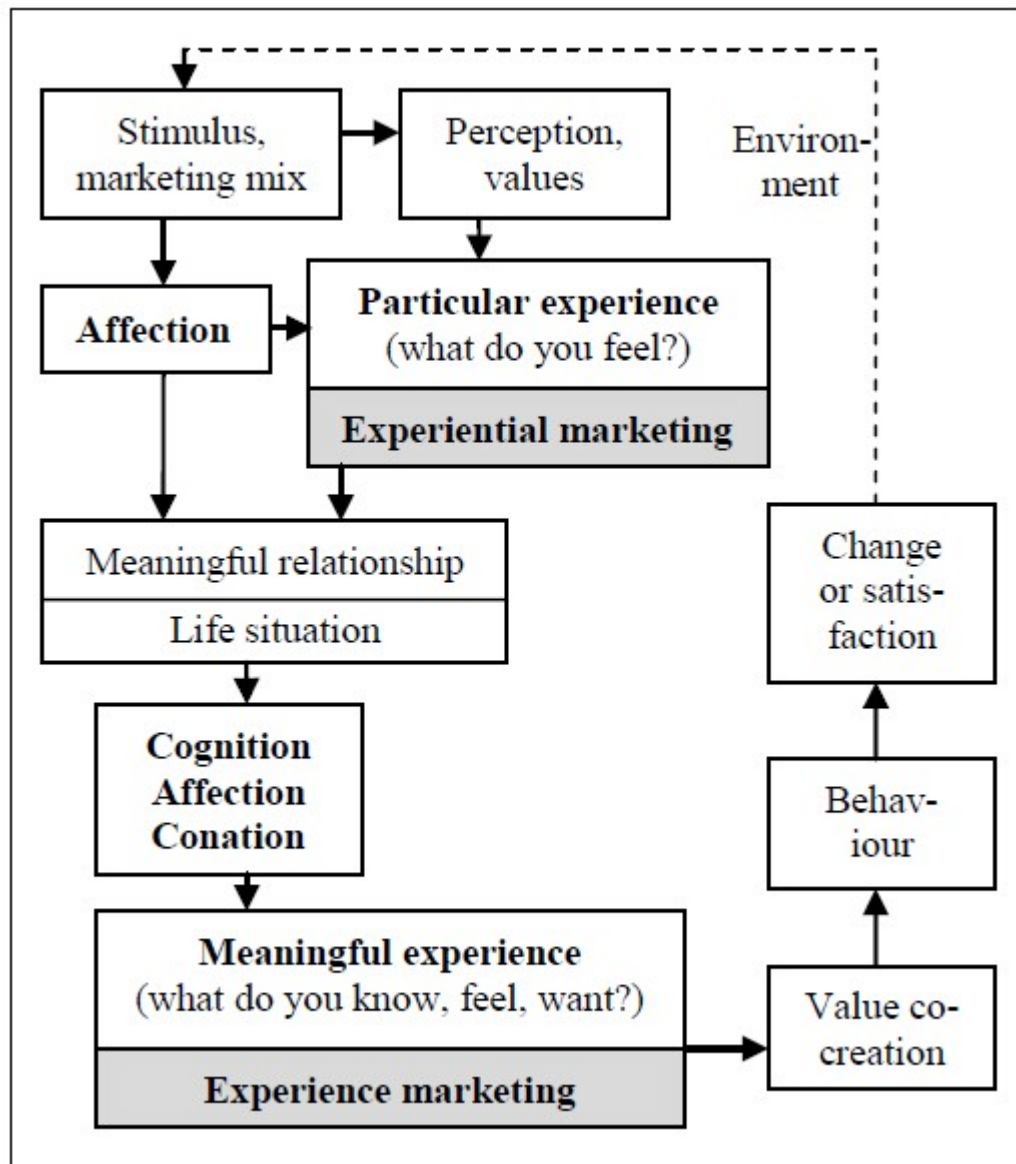 Stimulus,
marketing mix
Perception,
values
Environ-
ment
Affection
Particular experience
(what do you feel?)
Experiential marketing
Meaningful relationship
Life situation
Change
or satis-
faction
Cognition
Affection
Conation
Behav-
iour
Meaningful experience
(what do you know, feel, want?)
Experience marketing
Value co-
creation